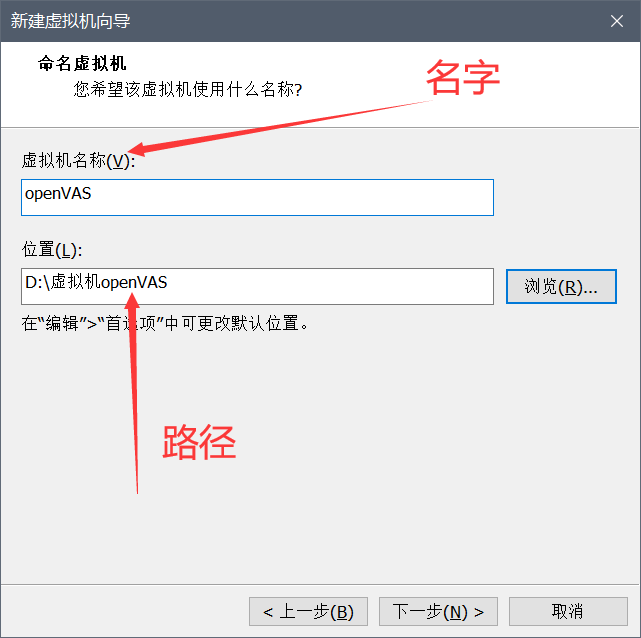 新建虚拟机向导
命名虚拟机
您希望该虚拟机使用什么名称?
名字
虚拟机名称(V):
openVAS
位置(L):
D:\虚拟机openVAS
浏览(R)...
在“编辑”>“首选项”中可更改默认位置。
路径
< 上一步(B)
下一步(N) >
取消